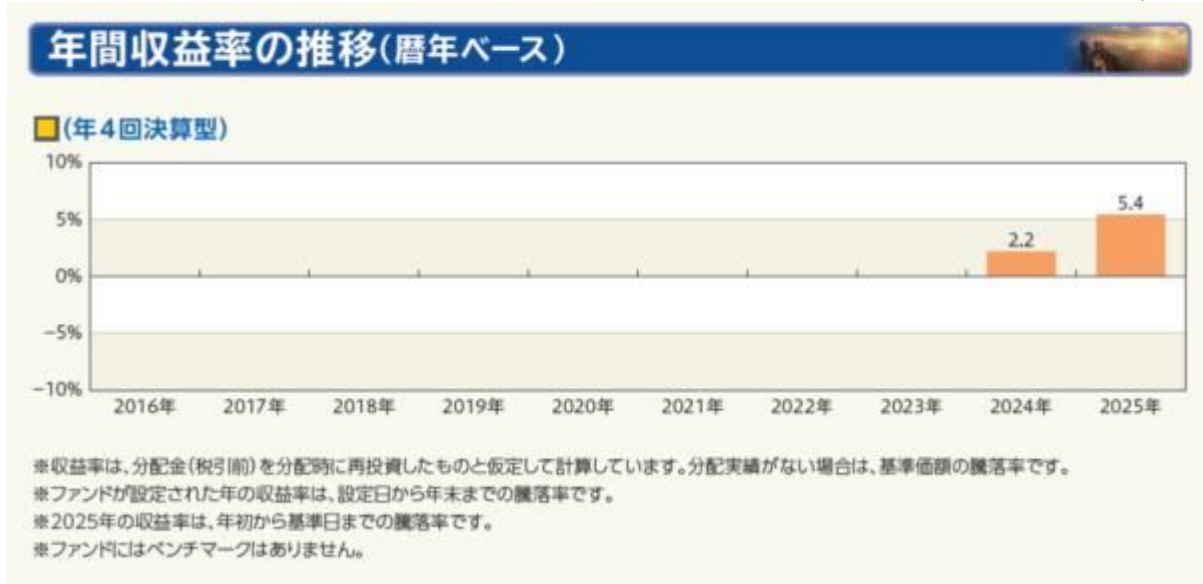 年間収益率の推移(暦年ベース)
(年4回決算型)
10%
5%
0%
−5%
−10%
2.2
5.4
2016年 2017年 2018年 2019年 2020年 2021年 2022年 2023年 2024年 2025年
※収益率は、分配金(税引前)を分配時に再投資したものと仮定して計算しています。分配実績がない場合は、基準価額の騰落率です。
※ファンドが設定された年の収益率は、設定日から年末までの騰落率です。
※2025年の収益率は、年初から基準日までの騰落率です。
※ファンドにはベンチマークはありません。